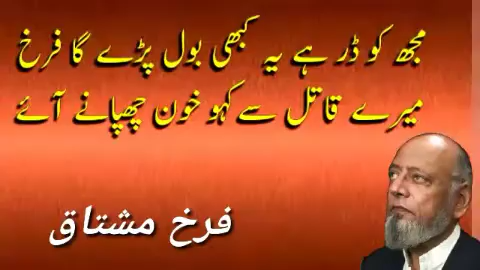 مجھ کو ڈر ہے یہ کبھی بول پڑے گا فرخ
میرے قاتل سے کہو خون چھپانے آئے
فرخ مشتاق